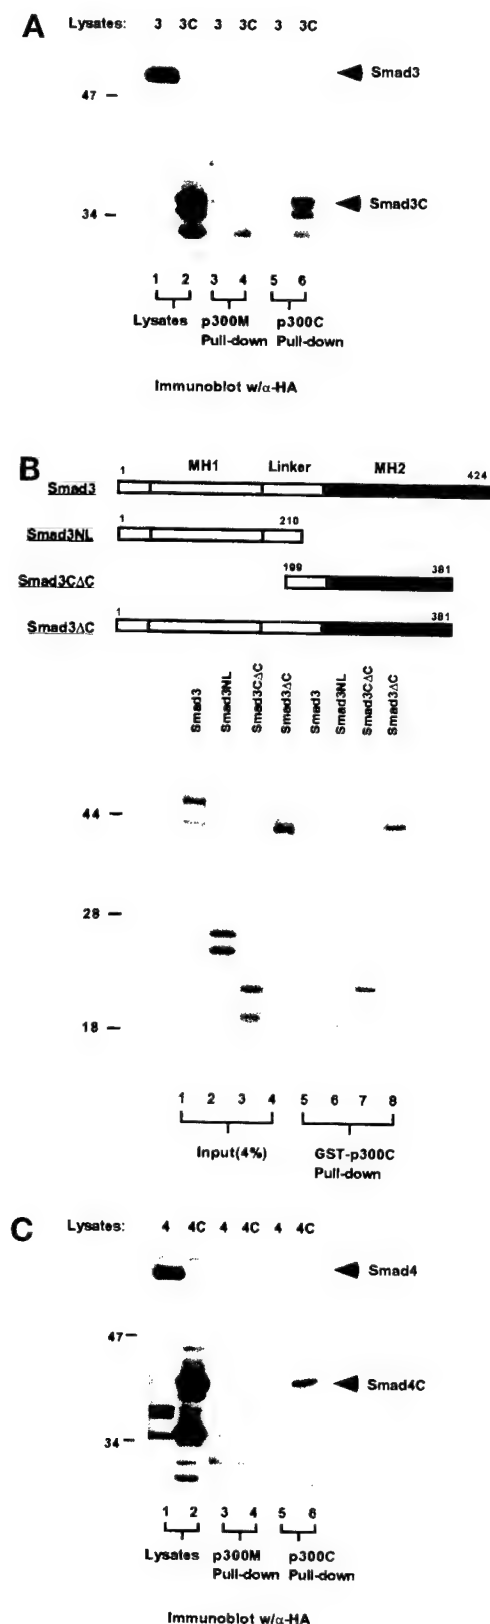 A
Lysates: 3 3C 3 3C 3 3C
Smad3
47
Smad3C
34
1 2 3 4 5 6
Lysates p300M Pull-down p300C Pull-down
Immunoblot w/α-HA
B
MH1 Linker MH2
Smad3 1 424
Smad3NL 1 210
Smad3CΔC 199 381
Smad3ΔC 1 381
Smad3 Smad3NL Smad3CΔC Smad3ΔC Smad3 Smad3NL Smad3CΔC Smad3ΔC
44
28
18
1 2 3 4 5 6 7 8
Input(4%) GST-p300C Pull-down
C
Lysates: 4 4C 4 4C 4 4C
Smad4
47
Smad4C
34
1 2 3 4 5 6
Lysates p300M Pull-down p300C Pull-down
Immunoblot w/α-HA